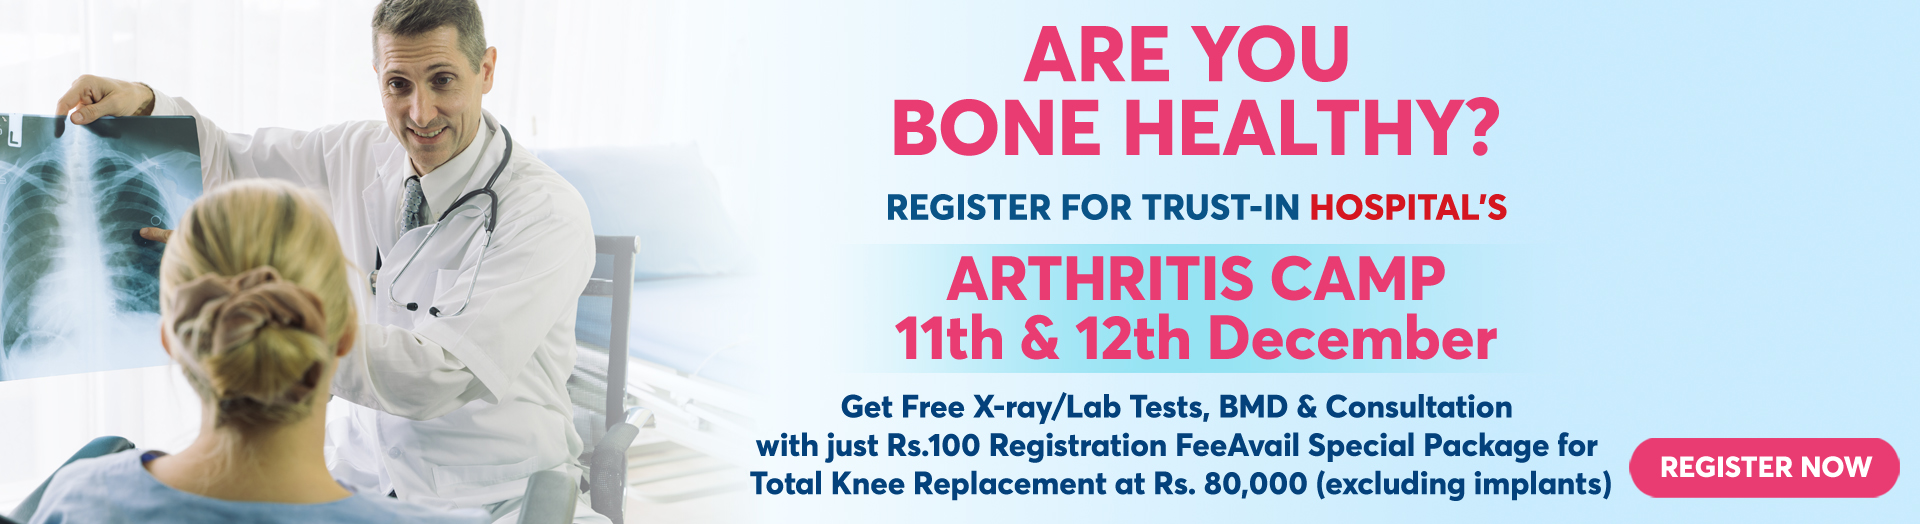 L
ARE YOU
BONE HEALTHY?
REGISTER FOR TRUST-IN HOSPITAL'S
ARTHRITIS CAMP
11th & 12th December
Get Free X-ray/Lab Tests, BMD & Consultation
with just Rs.100 Registration FeeAvail Special Package for
Total Knee Replacement at Rs. 80,000 (excluding implants)
REGISTER NOW